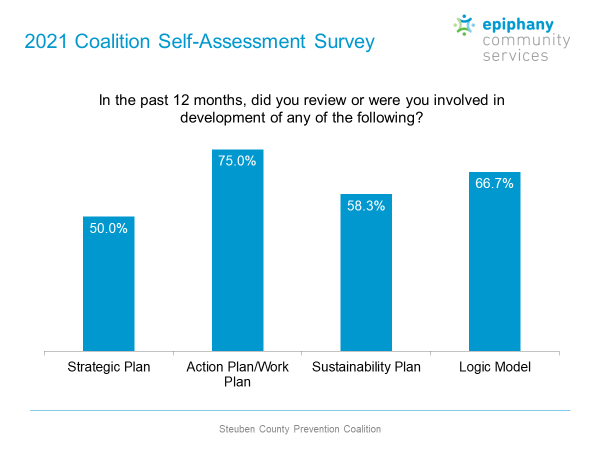 2021 Coalition Self-Assessment Survey
epiphany
community
services
In the past 12 months, did you review or were you involved in
development of any of the following?
50.0%
75.0%
58.3%
66.7%
Strategic Plan
Action Plan/Work
Plan
Sustainability Plan
Logic Model
Steuben County Prevention Coalition